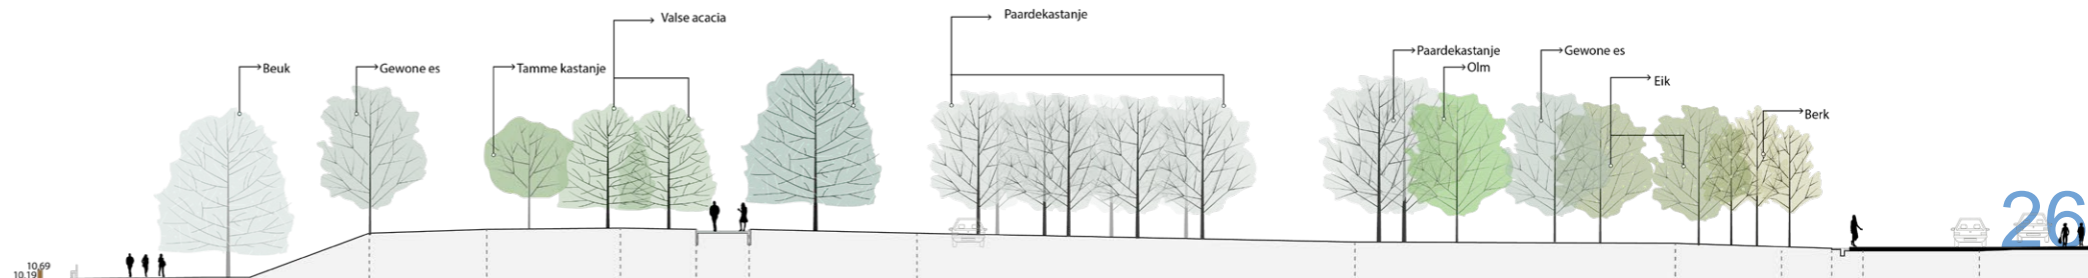 Valse acacia
Paardekastanje
Beuk
Gewone es
Tamme kastanje
Paardekastanje
Olm
Gewone es
Eik
Berk
26
10.69
10.19